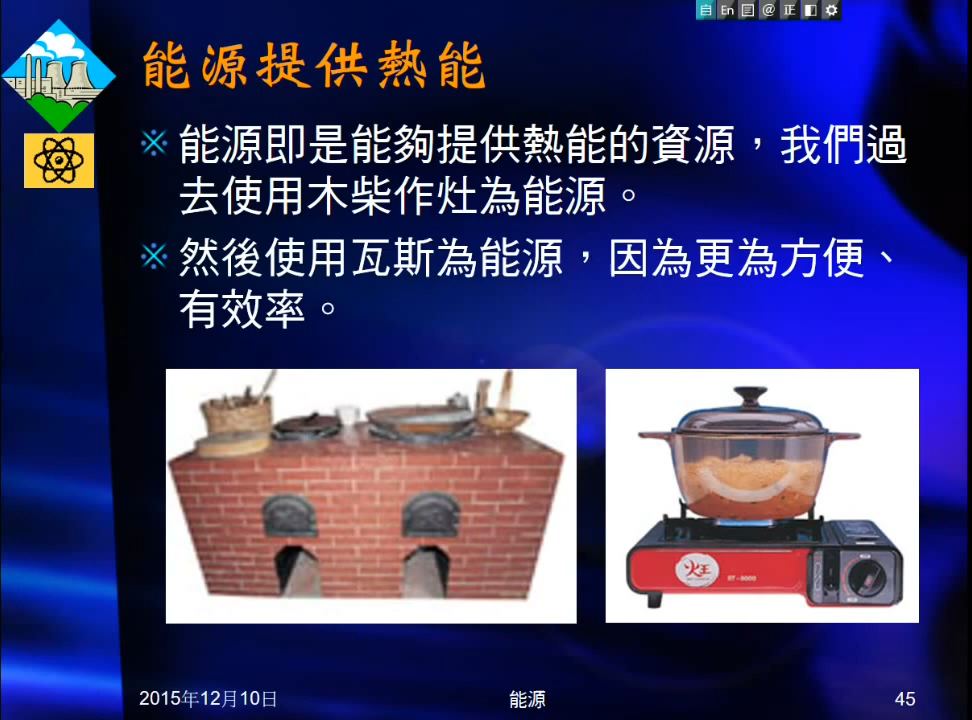 自 En @ 正
能源提供熱能
※能源即是能夠提供熱能的資源，我們過
去使用木柴作灶為能源。
※然後使用瓦斯為能源，因為更為方便、
有效率。
火王
2015年12月10日
能源
45